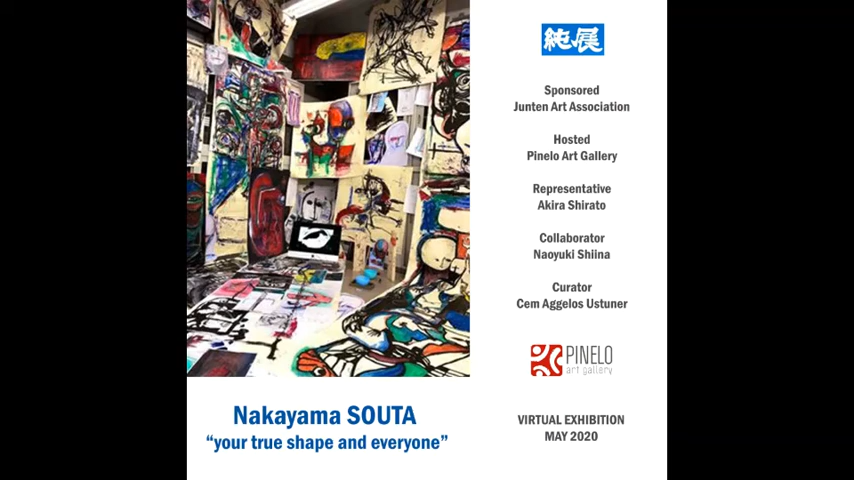 Nakayama SOUTA
“your true shape and everyone”
純展
Sponsored
Junten Art Association
Hosted
Pinelo Art Gallery
Representative
Akira Shirato
Collaborator
Naoyuki Shiina
Curator
Cem Aggelos Ustuner
PINELO
art gallery
VIRTUAL EXHIBITION
MAY 2020